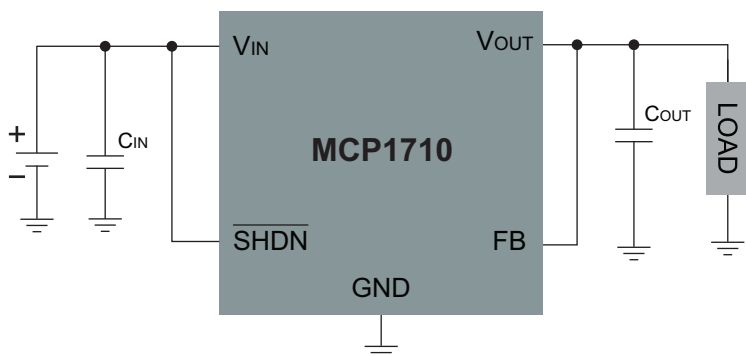 VIN
VOUT
+
CIN
COUT
LOAD
MCP1710
–
SHDN
FB
GND